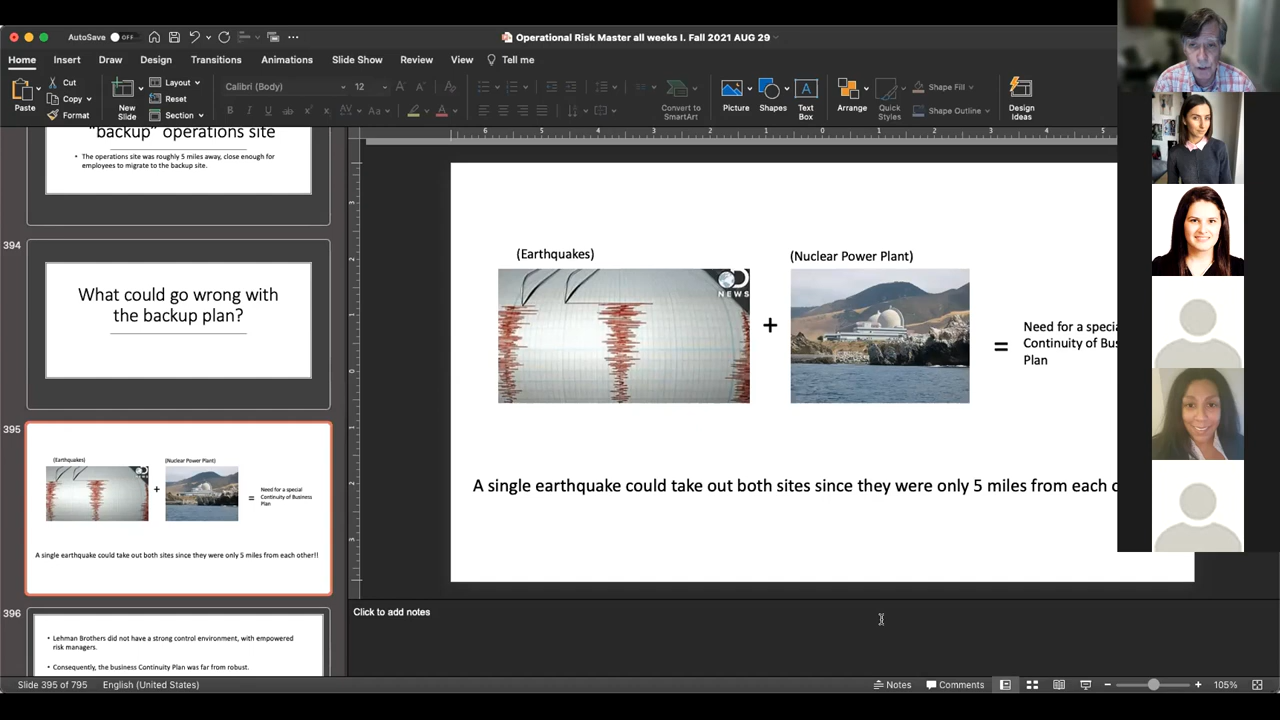 AutoSave OFF
Operational Risk Master all weeks I. Fall 2021 AUG 29
Home Insert Draw Design Transitions Animations Slide Show Review View Tell me
Paste
Cut
Copy
Format
New Slide
Layout
Reset
Section
Calibri (Body) 12
Convert to SmartArt
Picture
Shapes
Text Box
Arrange
Quick Styles
Shape Fill
Shape Outline
Design Ideas
"backup" operations site
• The operations site was roughly 5 miles away, close enough for
employees to migrate to the backup site.
394
What could go wrong with
the backup plan?
395
(Earthquakes)
(Nuclear Power Plant)
+
=
Need for a special
Continuity of Business
Plan
A single earthquake could take out both sites since they were only 5 miles from each other!!
396
• Lehman Brothers did not have a strong control environment, with empowered
risk managers.
• Consequently, the business Continuity Plan was far from robust.
(Earthquakes)
(Nuclear Power Plant)
NEWS
+
=
Need for a specia
Continuity of Bus
Plan
A single earthquake could take out both sites since they were only 5 miles from each o
Click to add notes
Slide 395 of 795 English (United States)
Notes Comments 105%